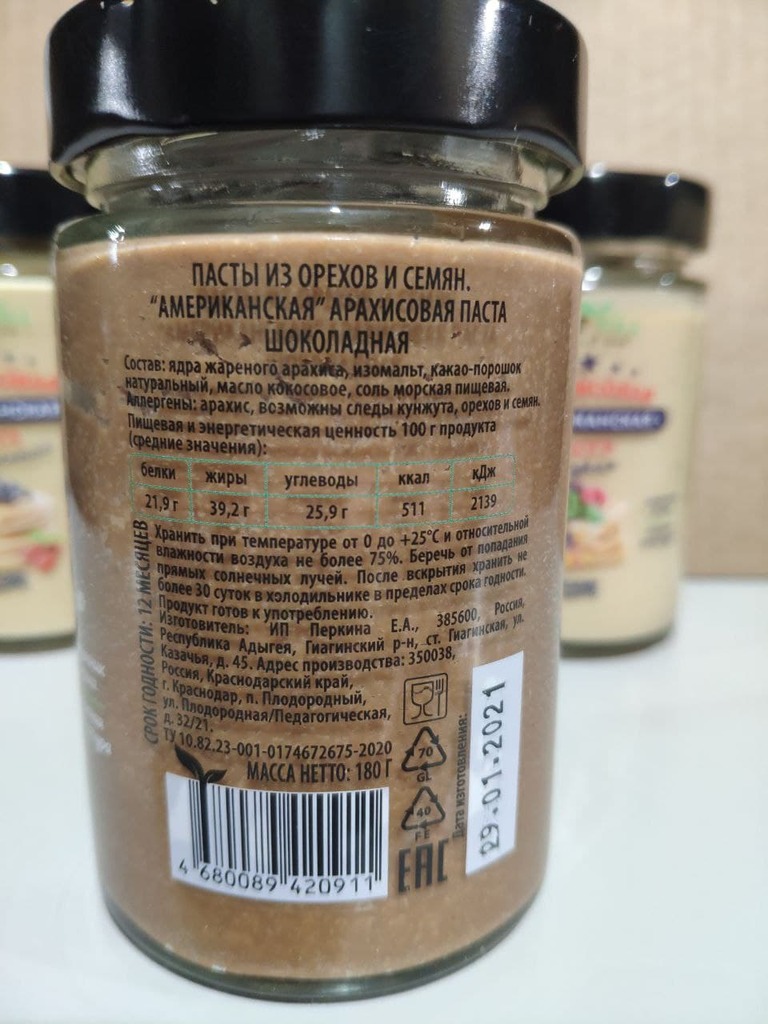 ПАСТЫ ИЗ ОРЕХОВ И СЕМЯН.
"АМЕРИКАНСКАЯ" АРАХИСОВАЯ ПАСТА
ШОКОЛАДНАЯ
Состав: ядра жареного арахиса, изомальт, какао-порошок
натуральный, масло кокосовое, соль морская пищевая.
Аллергены: арахис, возможны следы кунжута, орехов и семян.
Пищевая и энергетическая ценность 100 г продукта
(средние значения):
белки жиры углеводы ккал кДж
21,9 г 39,2 г 25,9 г 511 2139
Хранить при температуре от 0 до +25°С и относительной
влажности воздуха не более 75%. Беречь от попадания
прямых солнечных лучей. После вскрытия хранить не
более 30 суток в холодильнике в пределах срока годности.
Продукт готов к употреблению.
Изготовитель: ИП Перкина Е.А., 385600, Россия,
Республика Адыгея, Гиагинский р-н, ст. Гиагинская, ул.
Казачья, д. 45. Адрес производства: 350038,
Россия, Краснодарский край,
г. Краснодар, п. Плодородный,
ул. Плодородная/Педагогическая,
д. 32/21.
ТУ 10.82.23-001-0174672675-2020
МАССА НЕТТО: 180 Г
СРОК ГОДНОСТИ: 12 МЕСЯЦЕВ
70
GL
40
FE
EAC
Дата изготовления:
29-01-2021
4 680089 420911